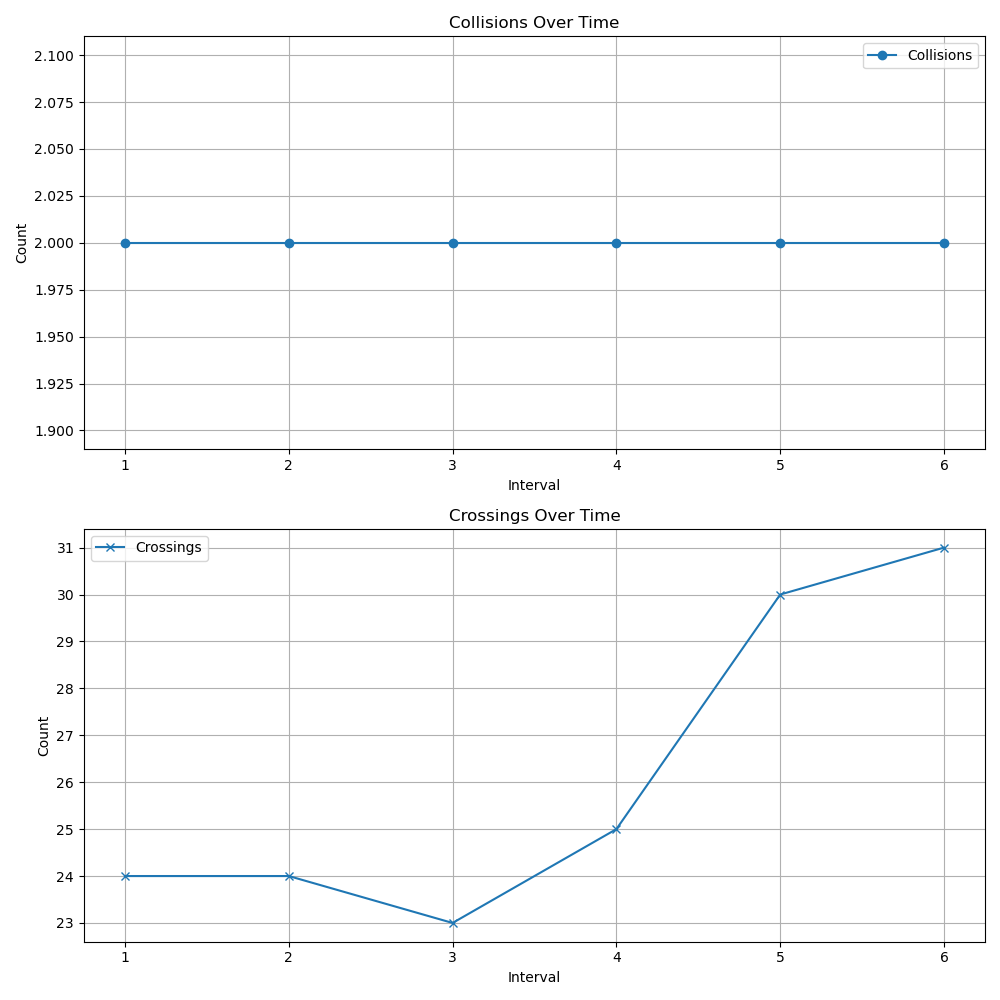 Collisions Over Time
Collisions
2.100
2.075
2.050
2.025
2.000
1.975
1.950
1.925
1.900
Count
1 2 3 4 5 6
Interval
Crossings Over Time
Crossings
31
30
29
28
27
26
25
24
23
Count
1 2 3 4 5 6
Interval